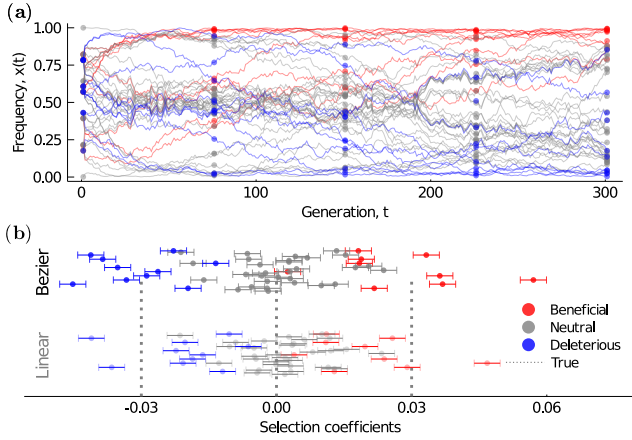 (a)
1.00
0.75
0.50
0.25
0.00
Frequency, x(t)
0
100
200
300
Generation, t
(b)
Bezier
Linear
Beneficial
Neutral
Deleterious
True
-0.03
0.00
0.03
0.06
Selection coefficients